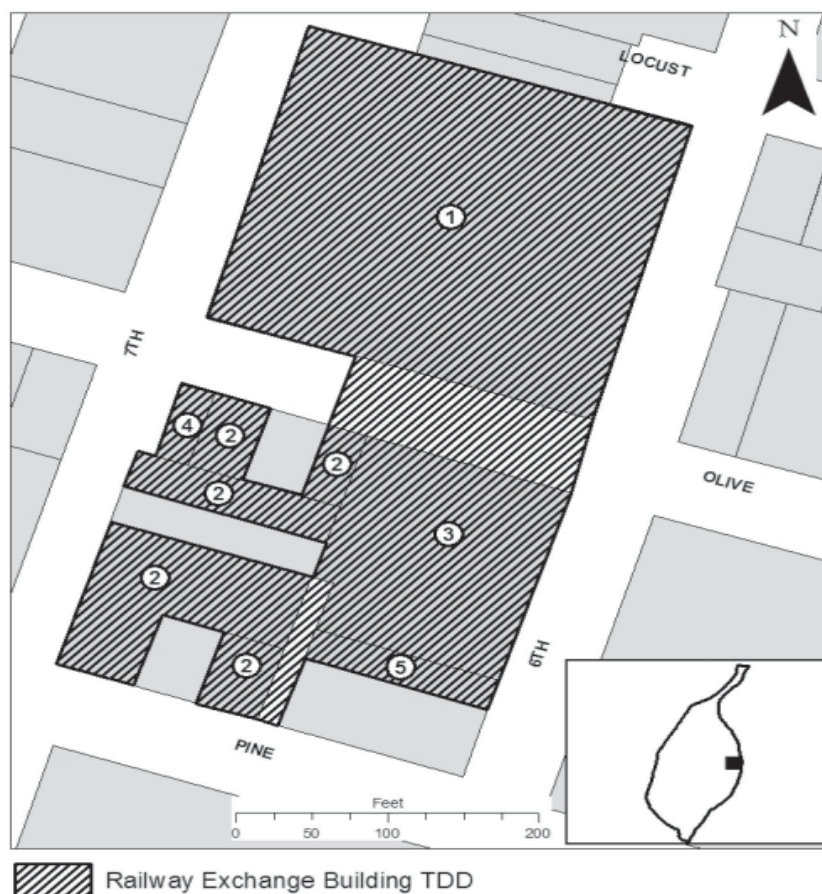 N
LOCUST
1
7TH
4
2
2
2
OLIVE
3
2
6TH
2
5
PINE
Feet
0 50 100 200
Railway Exchange Building TDD